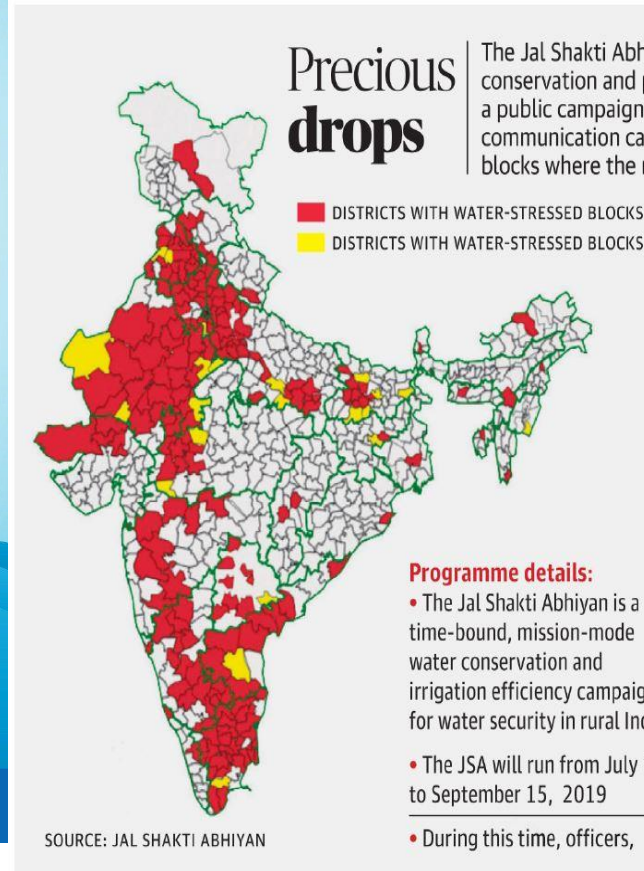 Precious
drops
The Jal Shakti Abh
conservation and p
a public campaign
communication ca
blocks where the
DISTRICTS WITH WATER-STRESSED BLOCKS
DISTRICTS WITH WATER-STRESSED BLOCKS
Programme details:
• The Jal Shakti Abhiyan is a
time-bound, mission-mode
water conservation and
irrigation efficiency campaig
for water security in rural Ind
• The JSA will run from July
to September 15, 2019
• During this time, officers,
SOURCE: JAL SHAKTI ABHIYAN